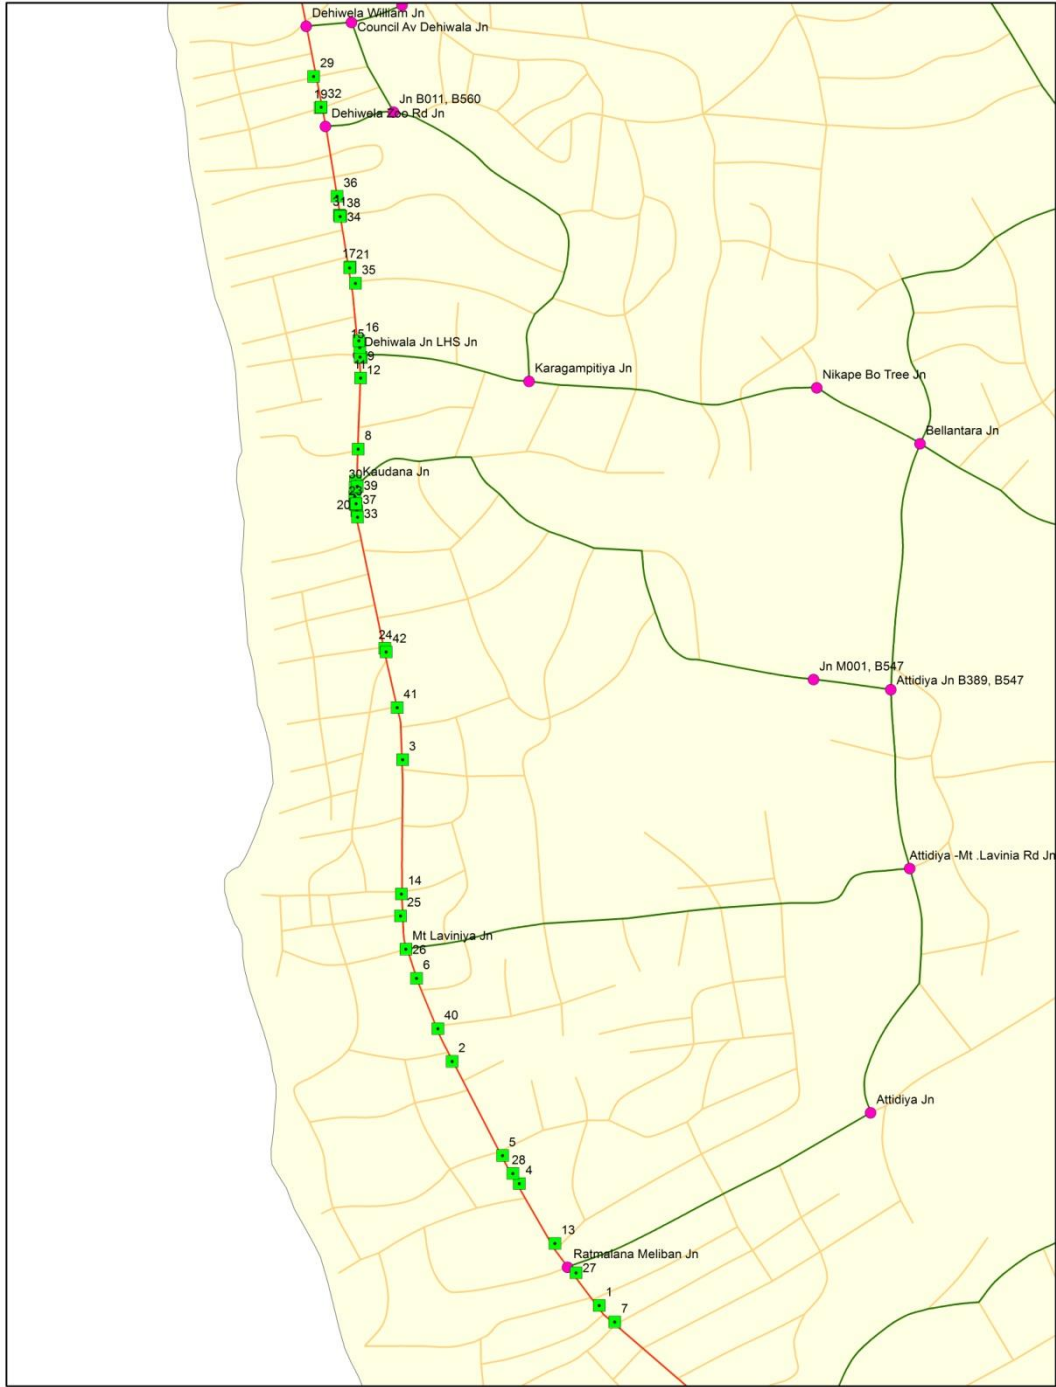 Dehiwela William Jn
Council Av Dehiwala Jn
29
1932
Jn B011, B560
Dehiwela Zoo Rd Jn
36
3138
34
1721
35
16
15
Dehiwala Jn LHS Jn
9
11
12
Karagampitiya Jn
Nikape Bo Tree Jn
Bellantara Jn
8
Kaudana Jn
30
39
23
37
20
33
24
42
Jn M001, B547
Attidiya Jn B389, B547
41
3
Attidiya -Mt .Lavinia Rd Jn
14
25
Mt Laviniya Jn
26
6
40
2
Attidiya Jn
5
28
4
13
Ratmalana Meliban Jn
27
1
7